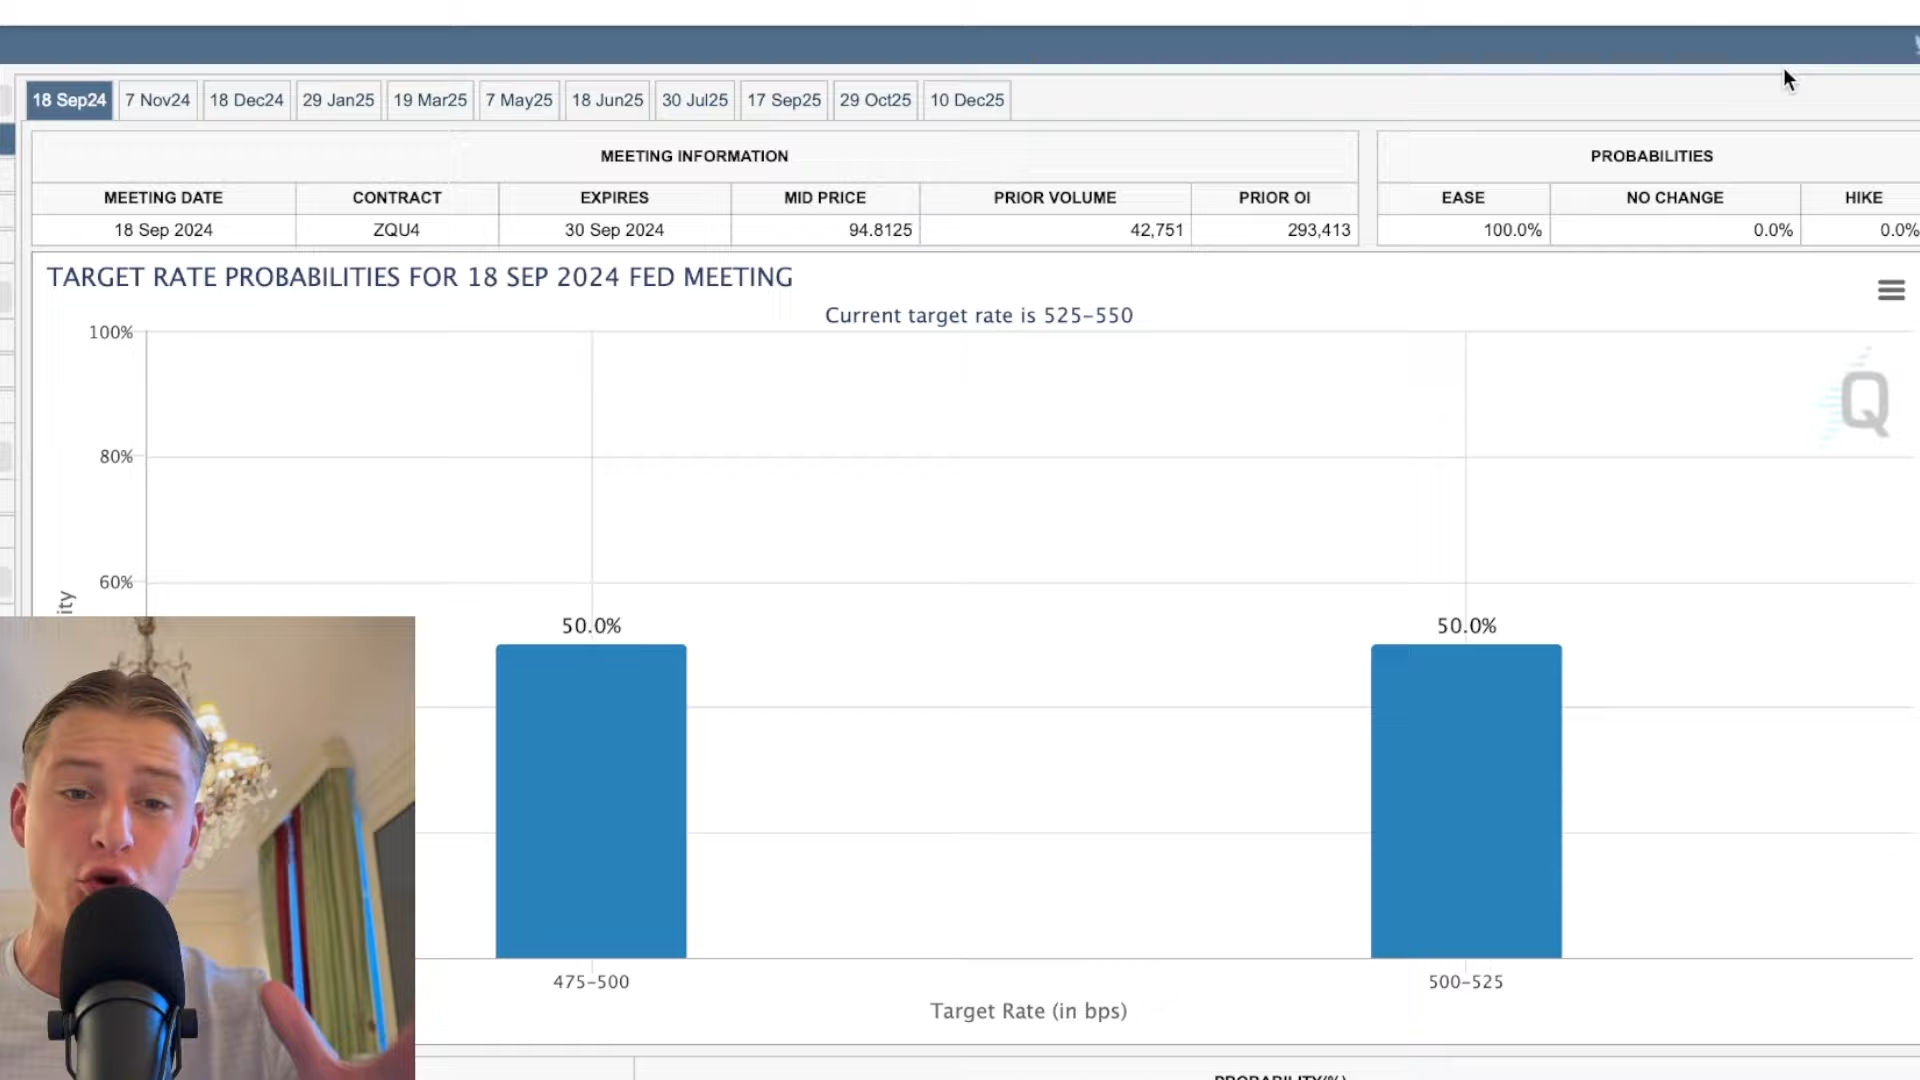 18 Sep24 7 Nov24 18 Dec24 29 Jan25 19 Mar25 7 May25 18 Jun25 30 Jul25 17 Sep25 29 Oct25 10 Dec25
MEETING INFORMATION
MEETING DATE CONTRACT EXPIRES MID PRICE PRIOR VOLUME PRIOR OI
18 Sep 2024 ZQU4 30 Sep 2024 94.8125 42,751 293,413
PROBABILITIES
EASE NO CHANGE HIKE
100.0% 0.0% 0.0%
TARGET RATE PROBABILITIES FOR 18 SEP 2024 FED MEETING
Current target rate is 525–550
100%
80%
60%
ity
Q
50.0% 50.0%
475–500 500–525
Target Rate (in bps)
PROBABILITY(%)